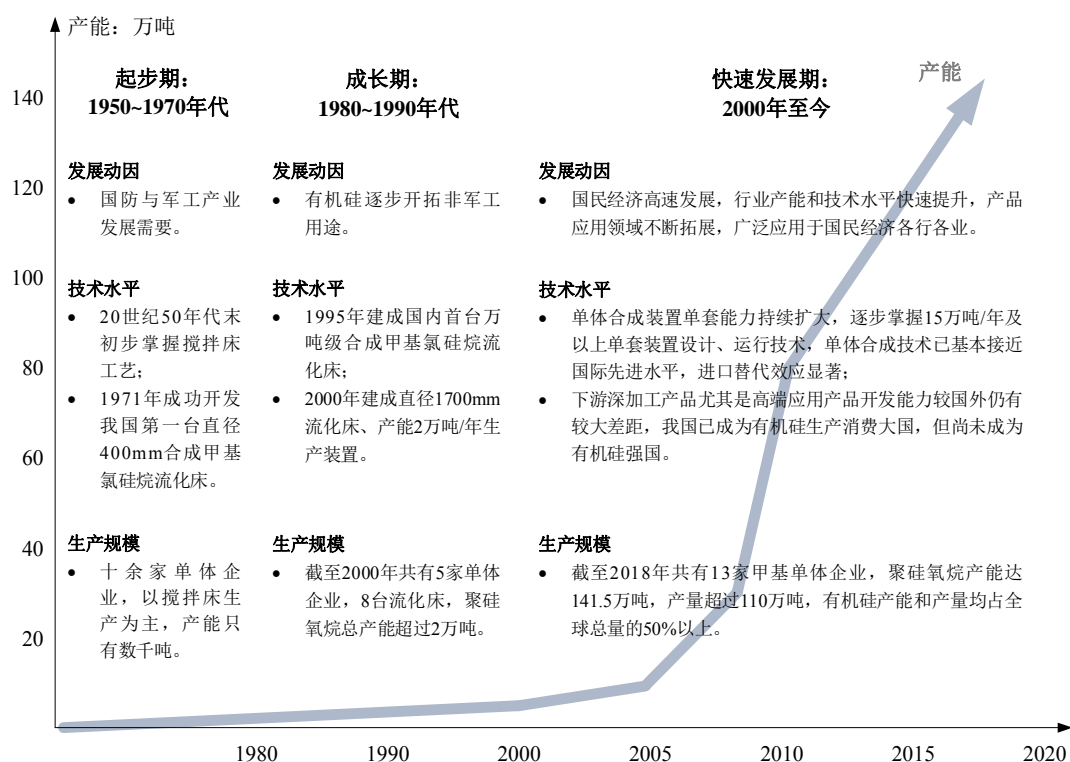 产能：万吨
产能
140
120
100
80
60
40
20
起步期：
1950~1970年代
发展动因
• 国防与军工产业
发展需要。
技术水平
• 20世纪50年代末
初步掌握搅拌床
工艺；
• 1971年成功开发
我国第一台直径
400mm合成甲基
氯硅烷流化床。
生产规模
• 十余家单体企
业，以搅拌床生
产为主，产能只
有数千吨。
成长期：
1980~1990年代
发展动因
• 有机硅逐步开拓非军工
用途。
技术水平
• 1995年建成国内首台万
吨级合成甲基氯硅烷流
化床；
• 2000年建成直径1700mm
流化床、产能2万吨/年生
产装置。
生产规模
• 截至2000年共有5家单体
企业，8台流化床，聚硅
氧烷总产能超过2万吨。
快速发展期：
2000年至今
发展动因
• 国民经济高速发展，行业产能和技术水平快速提升，产品
应用领域不断拓展，广泛应用于国民经济各行各业。
技术水平
• 单体合成装置单套能力持续扩大，逐步掌握15万吨/年及
以上单套装置设计、运行技术，单体合成技术已基本接近
国际先进水平，进口替代效应显著；
• 下游深加工产品尤其是高端应用产品开发能力较国外仍有
较大差距，我国已成为有机硅生产消费大国，但尚未成为
有机硅强国。
生产规模
• 截至2018年共有13家甲基单体企业，聚硅氧烷产能达
141.5万吨，产量超过110万吨，有机硅产能和产量均占全
球总量的50%以上。
1980 1990 2000 2005 2010 2015 2020